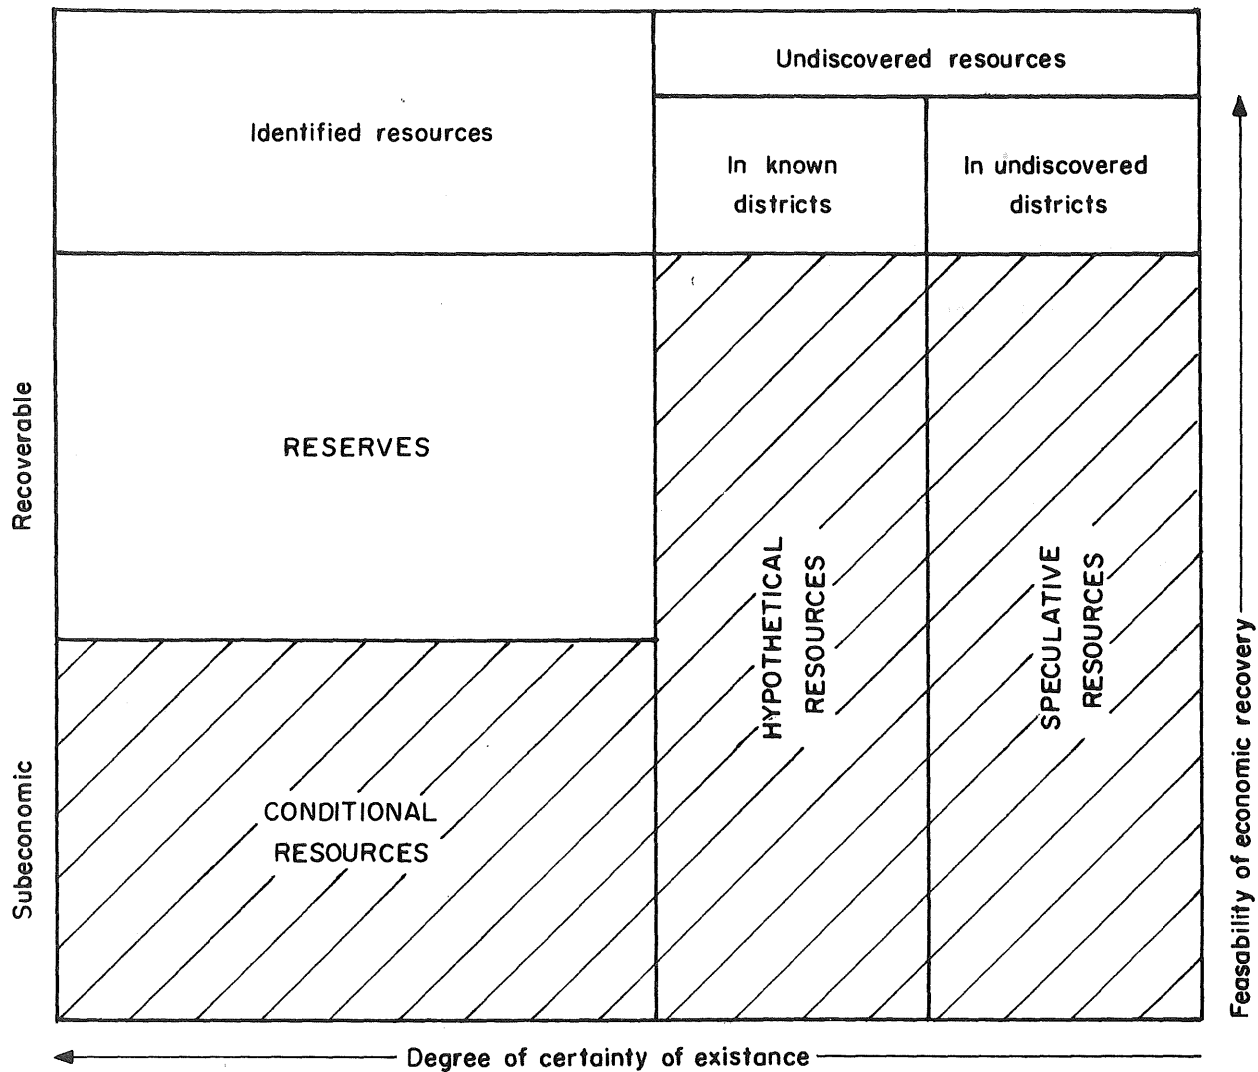 Undiscovered resources
Identified resources
In known
districts
In undiscovered
districts
Recoverable
RESERVES
HYPOTHETICAL
RESOURCES
SPECULATIVE
RESOURCES
Subeconomic
CONDITIONAL
RESOURCES
Feasability of economic recovery
Degree of certainty of existance